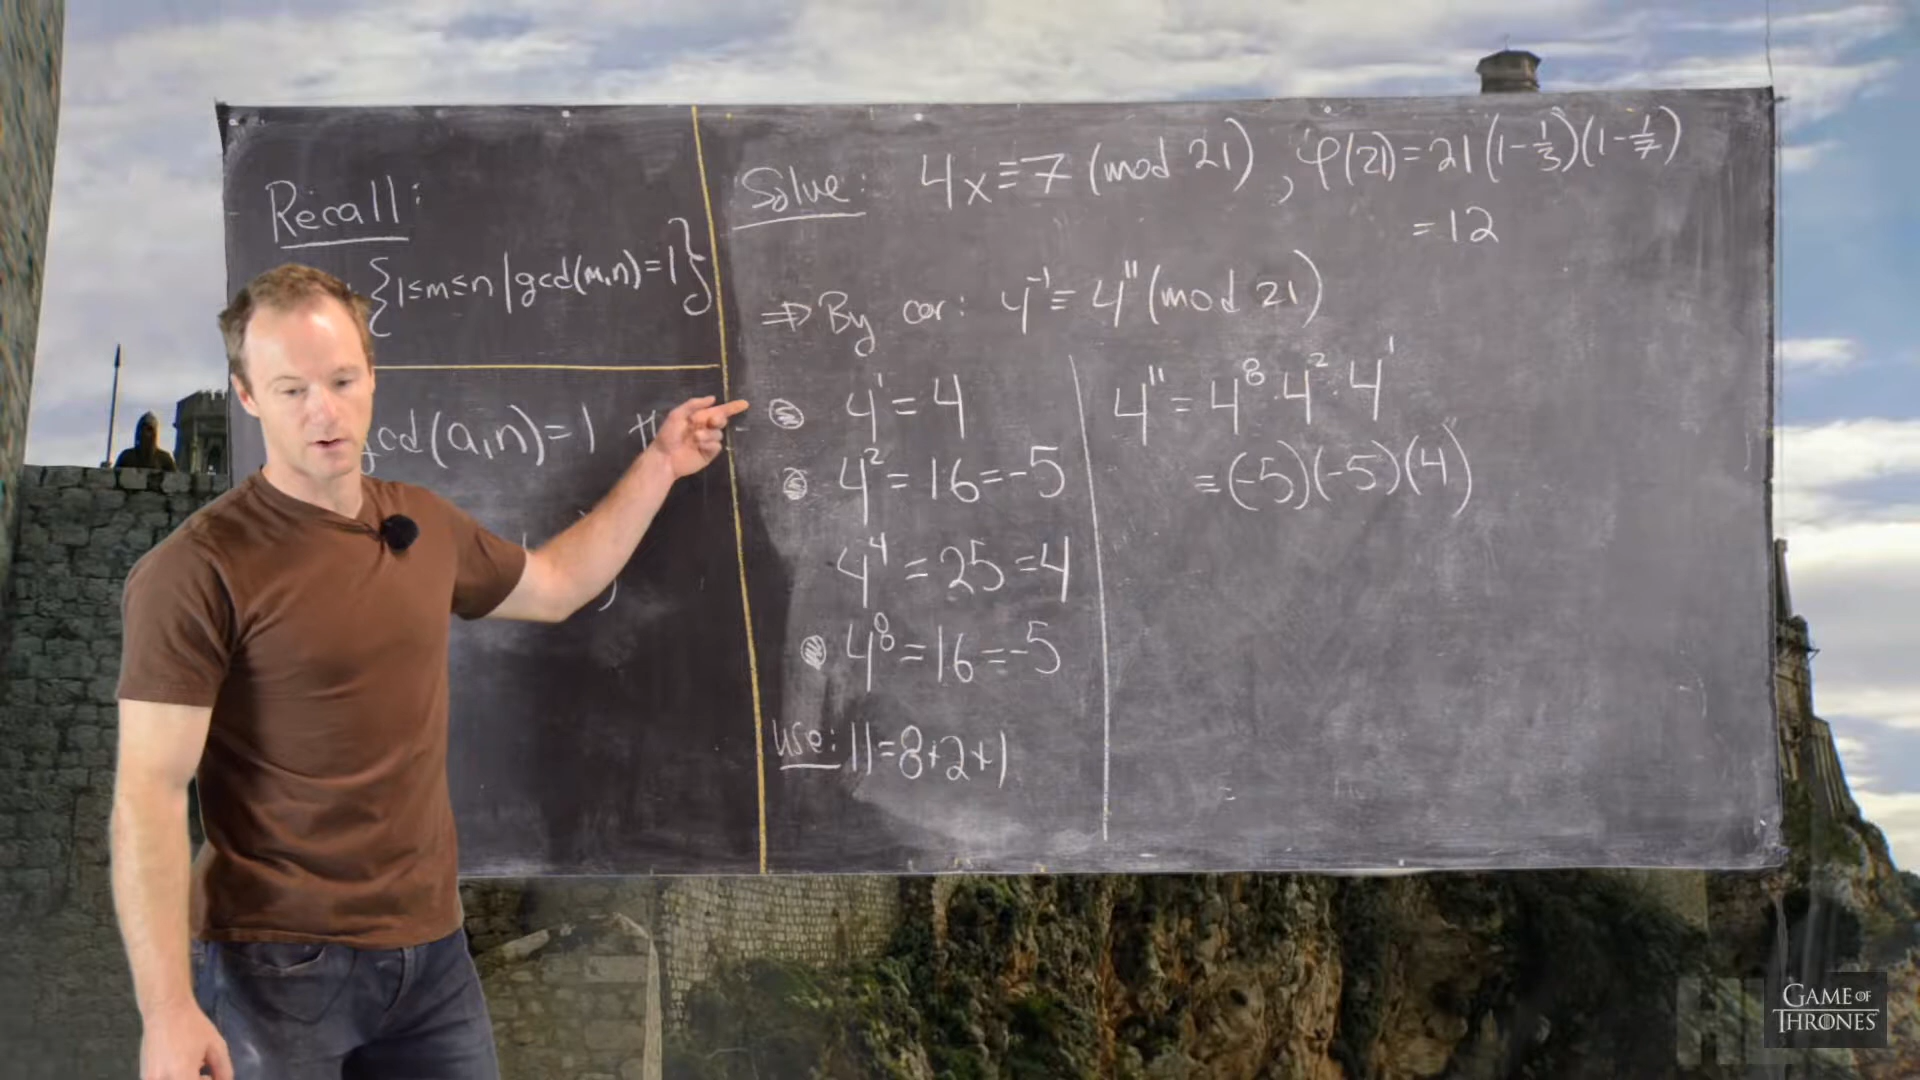 Recall:
{1≤m≤n | gcd(m,n)=1}
gcd(a,n)=1
Solve: 4x≡7 (mod 21), φ(21)=21(1-1/3)(1-1/7)
=12
⇒ By cor: 4⁻¹≡4¹¹(mod 21)
4¹=4
4²=16=-5
4⁴=25=4
4⁸=16=-5
Use: 11=8+2+1
4¹¹=4⁸·4²·4¹
≡(-5)(-5)(4)
GAME OF
THRONES